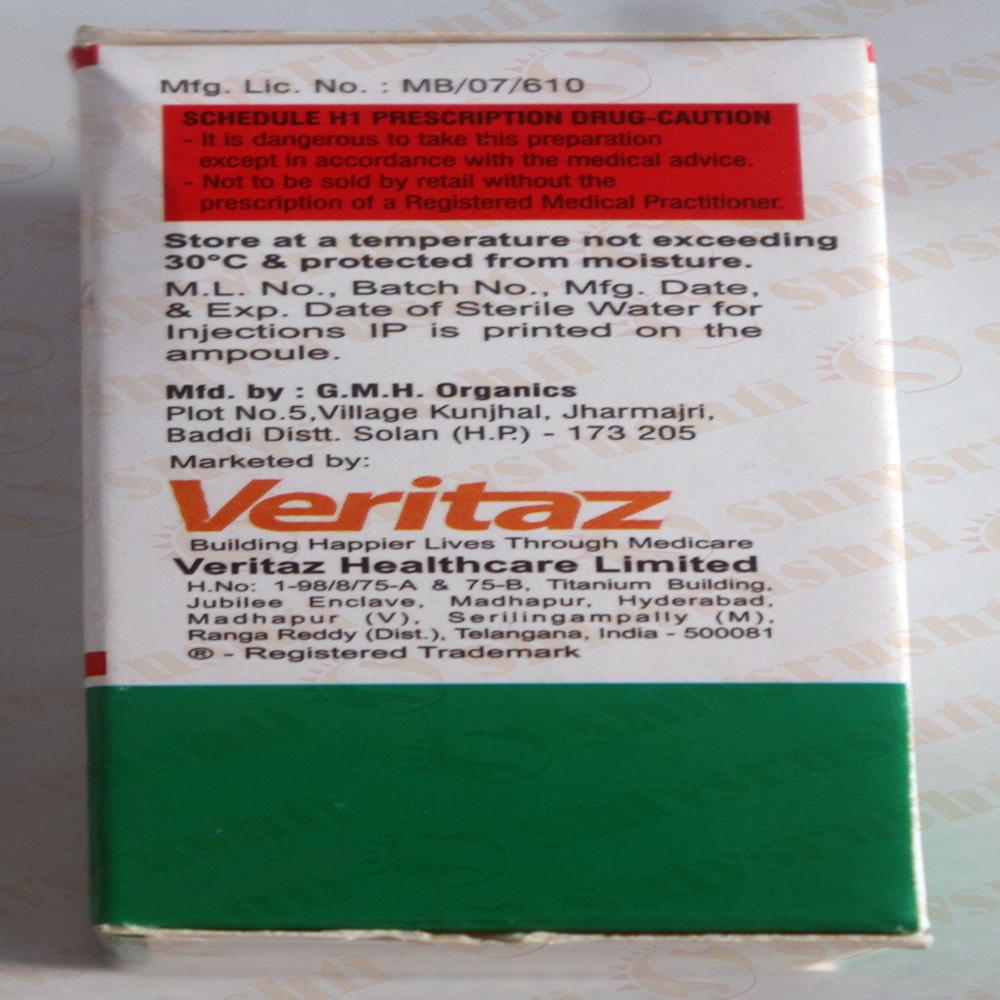 Mfg. Lic. No. : MB/07/610
SCHEDULE H1 PRESCRIPTION DRUG-CAUTION
- It is dangerous to take this preparation
except in accordance with the medical advice.
- Not to be sold by retail without the
prescription of a Registered Medical Practitioner.
Store at a temperature not exceeding
30°C & protected from moisture.
M.L. No., Batch No., Mfg. Date,
& Exp. Date of Sterile Water for
Injections IP is printed on the
ampoule.
Mfd. by : G.M.H. Organics
Plot No.5,Village Kunjhal, Jharmajri,
Baddi Distt. Solan (H.P.) - 173 205
Marketed by:
Veritaz
Building Happier Lives Through Medicare
Veritaz Healthcare Limited
H.No: 1-98/8/75-A & 75-B, Titanium Building,
Jubilee Enclave, Madhapur, Hyderabad,
Madhapur (V), Serilingampally (M),
Ranga Reddy (Dist.), Telangana, India - 500081
® - Registered Trademark
shivsrushti